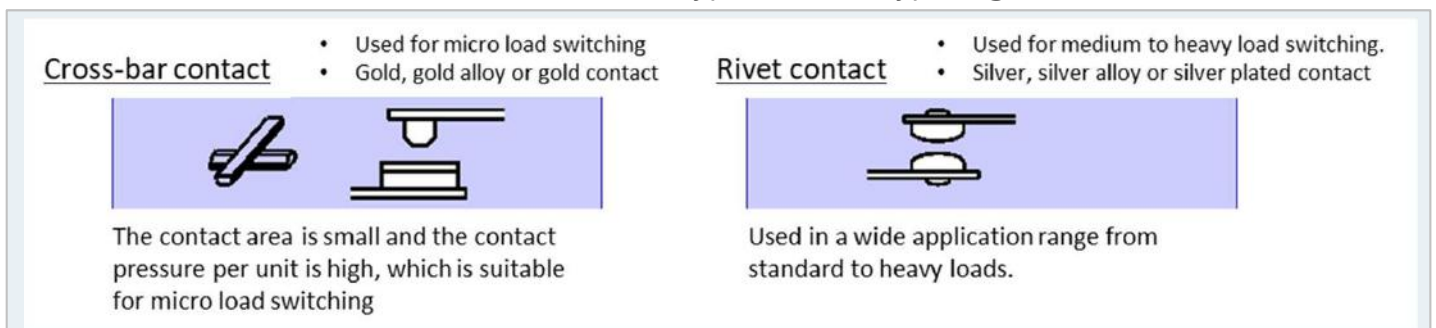 Cross-bar contact
• Used for micro load switching
• Gold, gold alloy or gold contact
The contact area is small and the contact
pressure per unit is high, which is suitable
for micro load switching
Rivet contact
• Used for medium to heavy load switching.
• Silver, silver alloy or silver plated contact
Used in a wide application range from
standard to heavy loads.